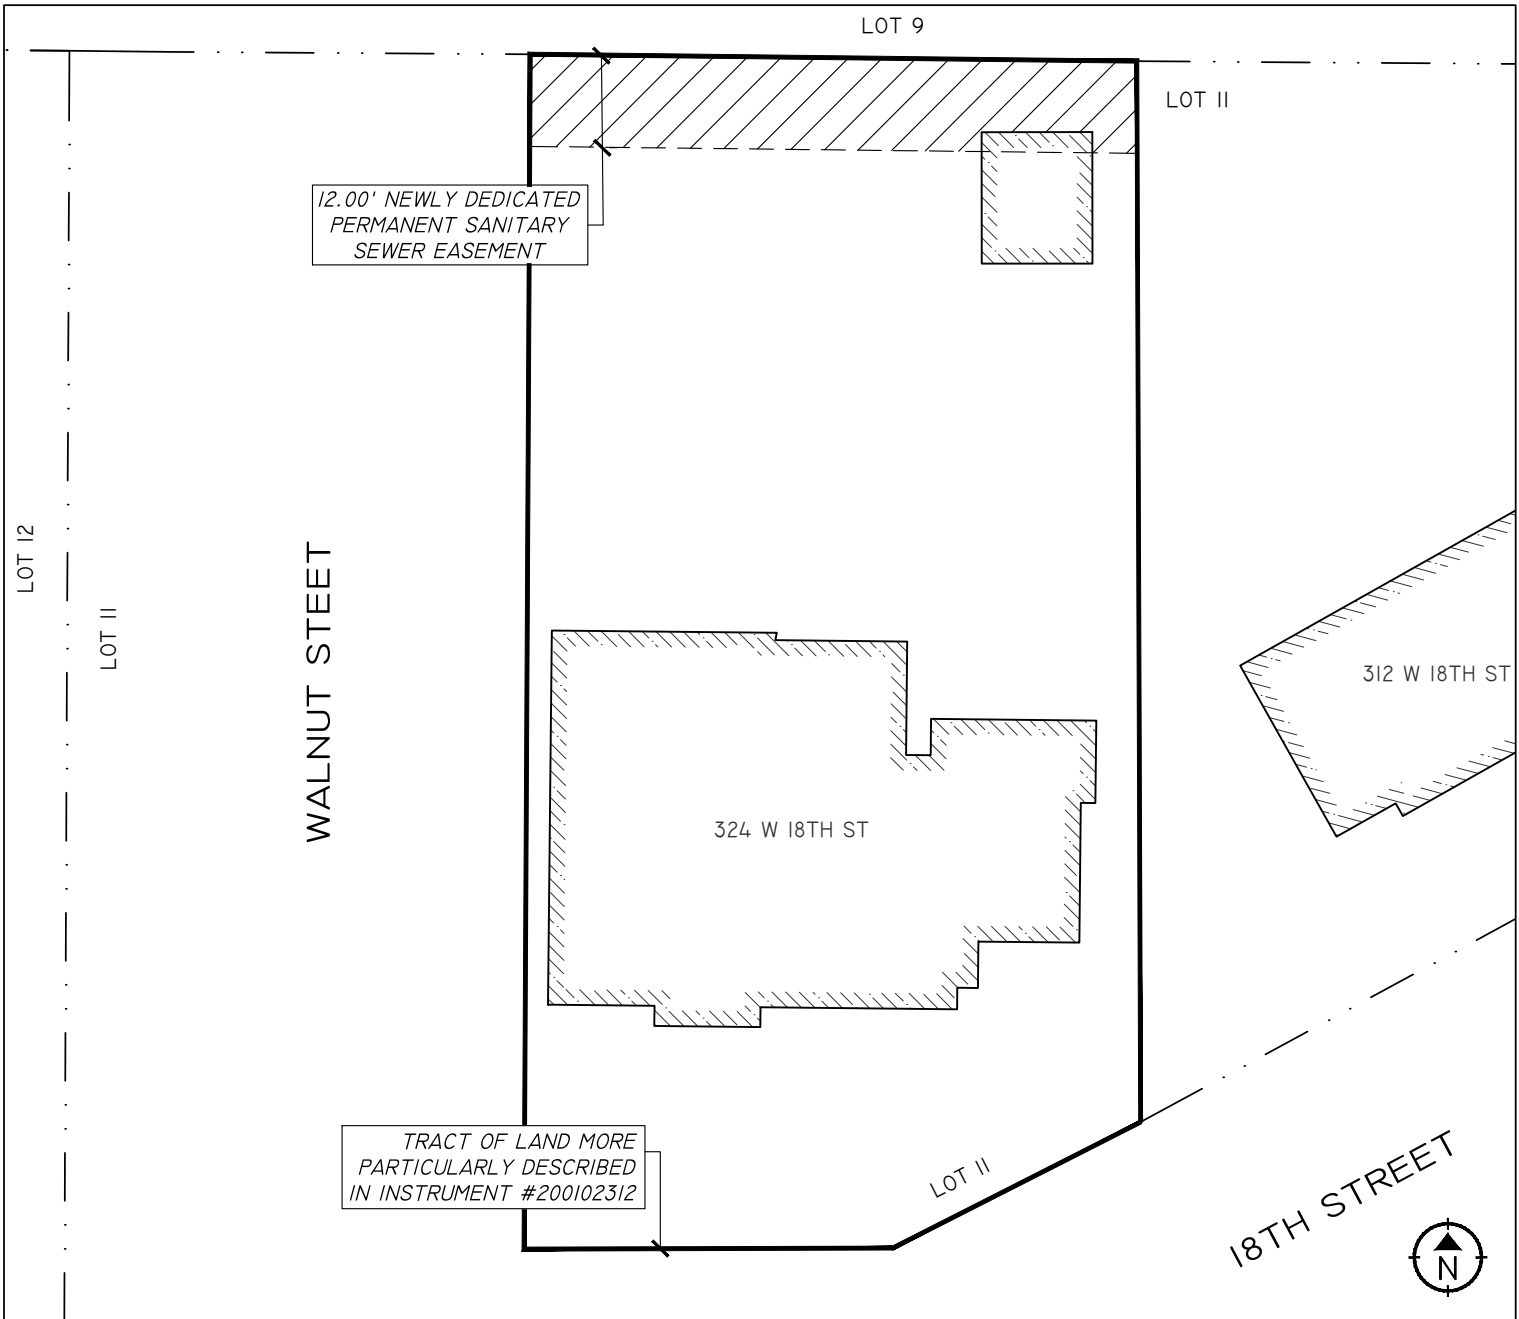 LOT 9
LOT 11
12.00' NEWLY DEDICATED
PERMANENT SANITARY
SEWER EASEMENT
LOT 12
LOT 11
WALNUT STEET
312 W 18TH ST
324 W 18TH ST
TRACT OF LAND MORE
PARTICULARLY DESCRIBED
IN INSTRUMENT #200102312
LOT 11
18TH STREET
N